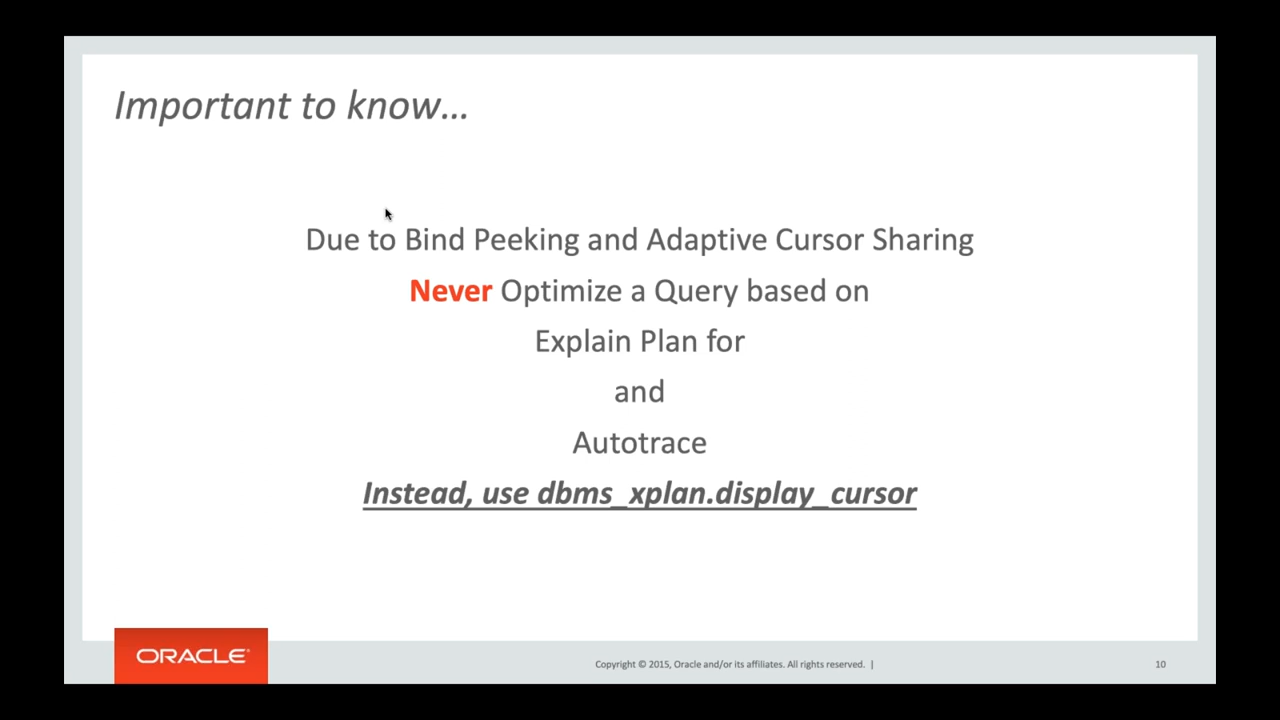 Important to know…
Due to Bind Peeking and Adaptive Cursor Sharing
Never Optimize a Query based on
Explain Plan for
and
Autotrace
Instead, use dbms_xplan.display_cursor
ORACLE®
Copyright © 2015, Oracle and/or its affiliates. All rights reserved. |
10